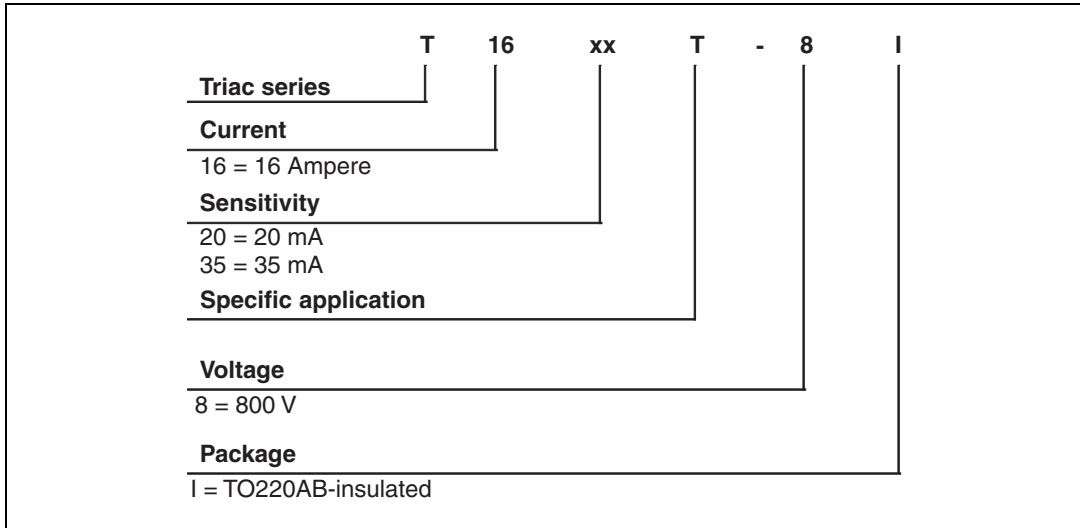 T 16 xx T - 8 I
Triac series
Current
16 = 16 Ampere
Sensitivity
20 = 20 mA
35 = 35 mA
Specific application
Voltage
8 = 800 V
Package
I = TO220AB-insulated